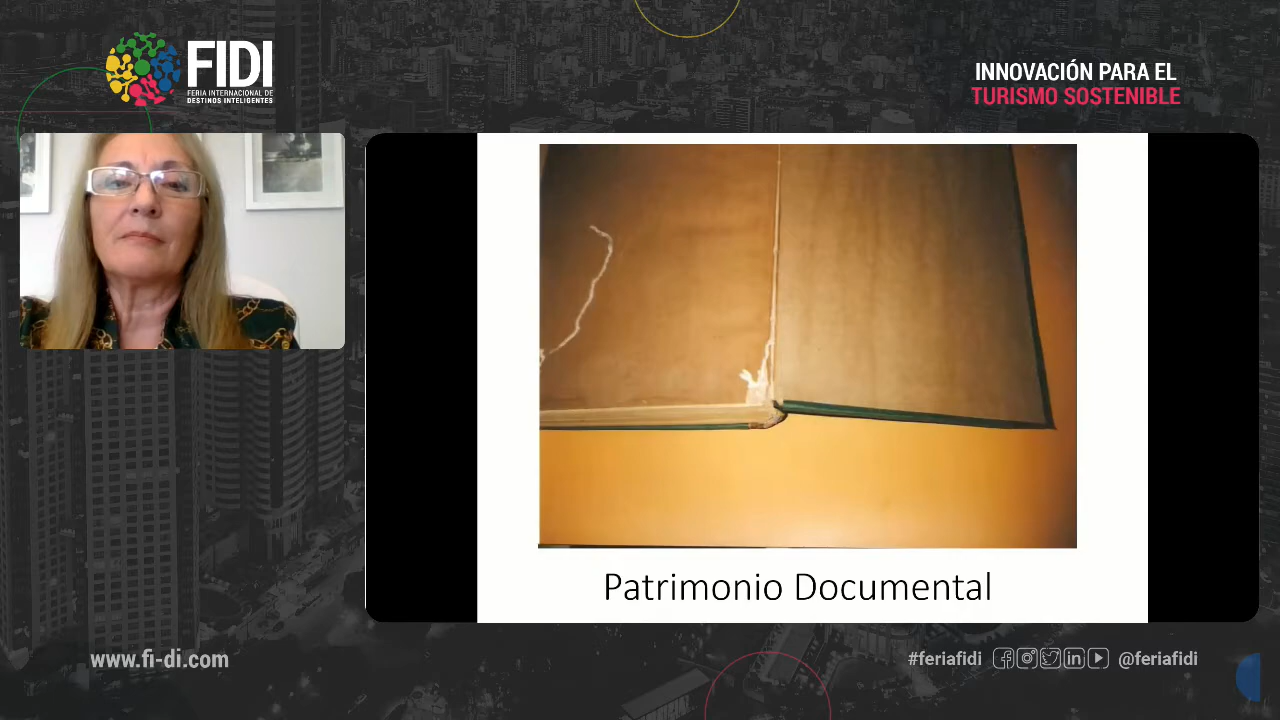 FIDI
FERIA INTERNACIONAL DE
DESTINOS INTELIGENTES
INNOVACIÓN PARA EL
TURISMO SOSTENIBLE
Patrimonio Documental
www.fi-di.com
#feriafidi @feriafidi